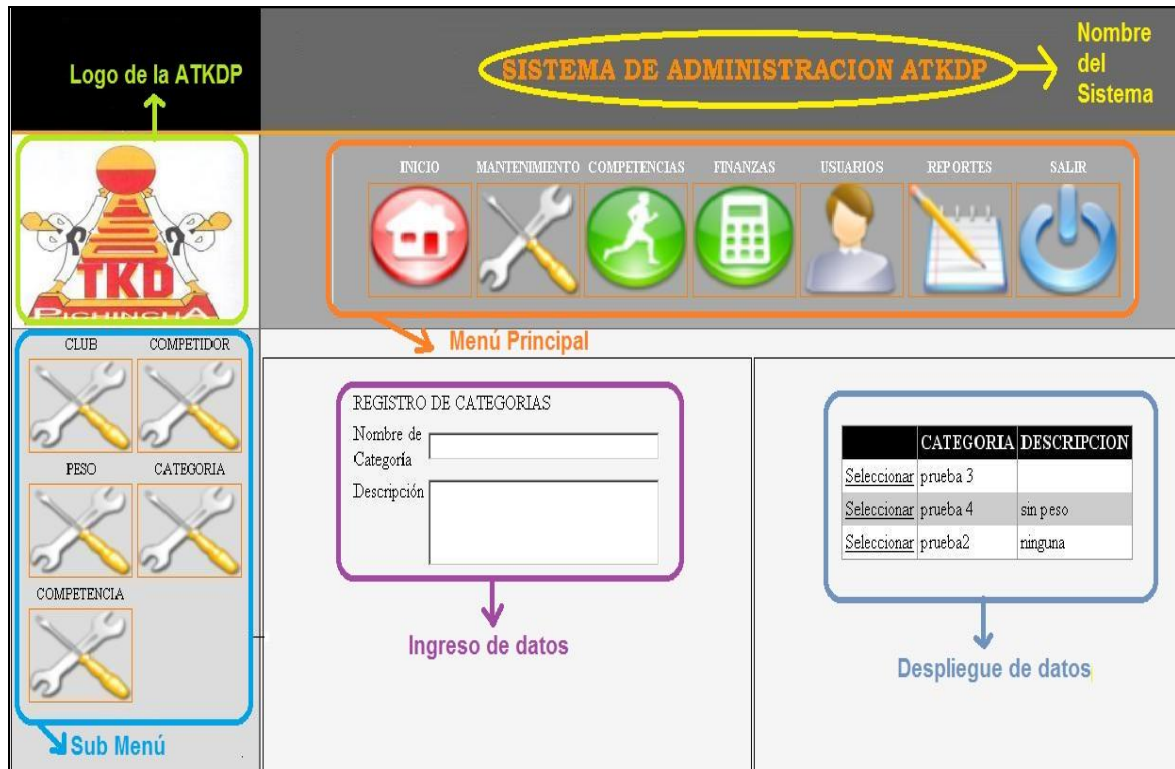 Logo de la ATKDP
SISTEMA DE ADMINISTRACION ATKDP
Nombre
del
Sistema
TKD
PICHINCHA
INICIO MANTENIMIENTO COMPETENCIAS FINANZAS USUARIOS REPORTES SALIR
Menú Principal
CLUB COMPETIDOR
PESO CATEGORIA
COMPETENCIA
Sub Menú
REGISTRO DE CATEGORIAS
Nombre de
Categoría
Descripción
Ingreso de datos
CATEGORIA DESCRIPCION
Seleccionar prueba 3
Seleccionar prueba 4 sin peso
Seleccionar prueba2 ninguna
Despliegue de datos